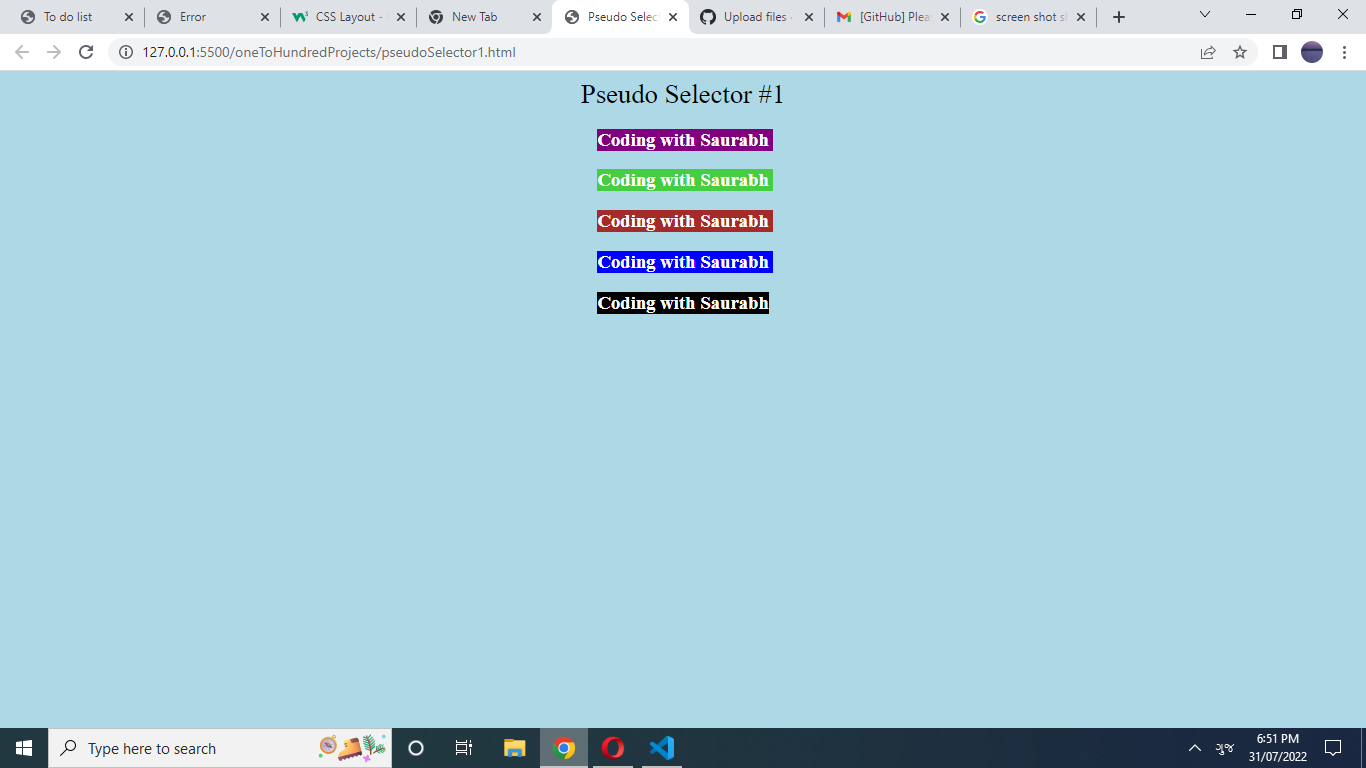 To do list
Error
CSS Layout -
New Tab
Pseudo Selec
Upload files
[GitHub] Plea
screen shot s
127.0.0.1:5500/oneToHundredProjects/pseudoSelector1.html
Pseudo Selector #1
Coding with Saurabh
Coding with Saurabh
Coding with Saurabh
Coding with Saurabh
Coding with Saurabh
Type here to search
ગુજ
6:51 PM
31/07/2022